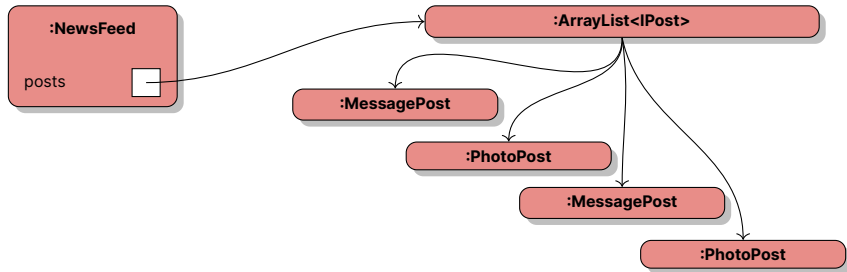 :NewsFeed
posts
:ArrayList<IPost>
:MessagePost
:PhotoPost
:MessagePost
:PhotoPost